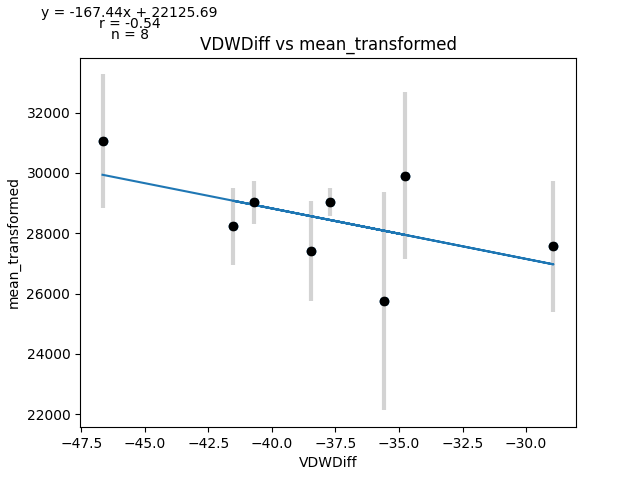 y = -167.44x + 22125.69
r = -0.54
n = 8
VDWDiff vs mean_transformed
mean_transformed
32000
30000
28000
26000
24000
22000
−47.5 −45.0 −42.5 −40.0 −37.5 −35.0 −32.5 −30.0
VDWDiff